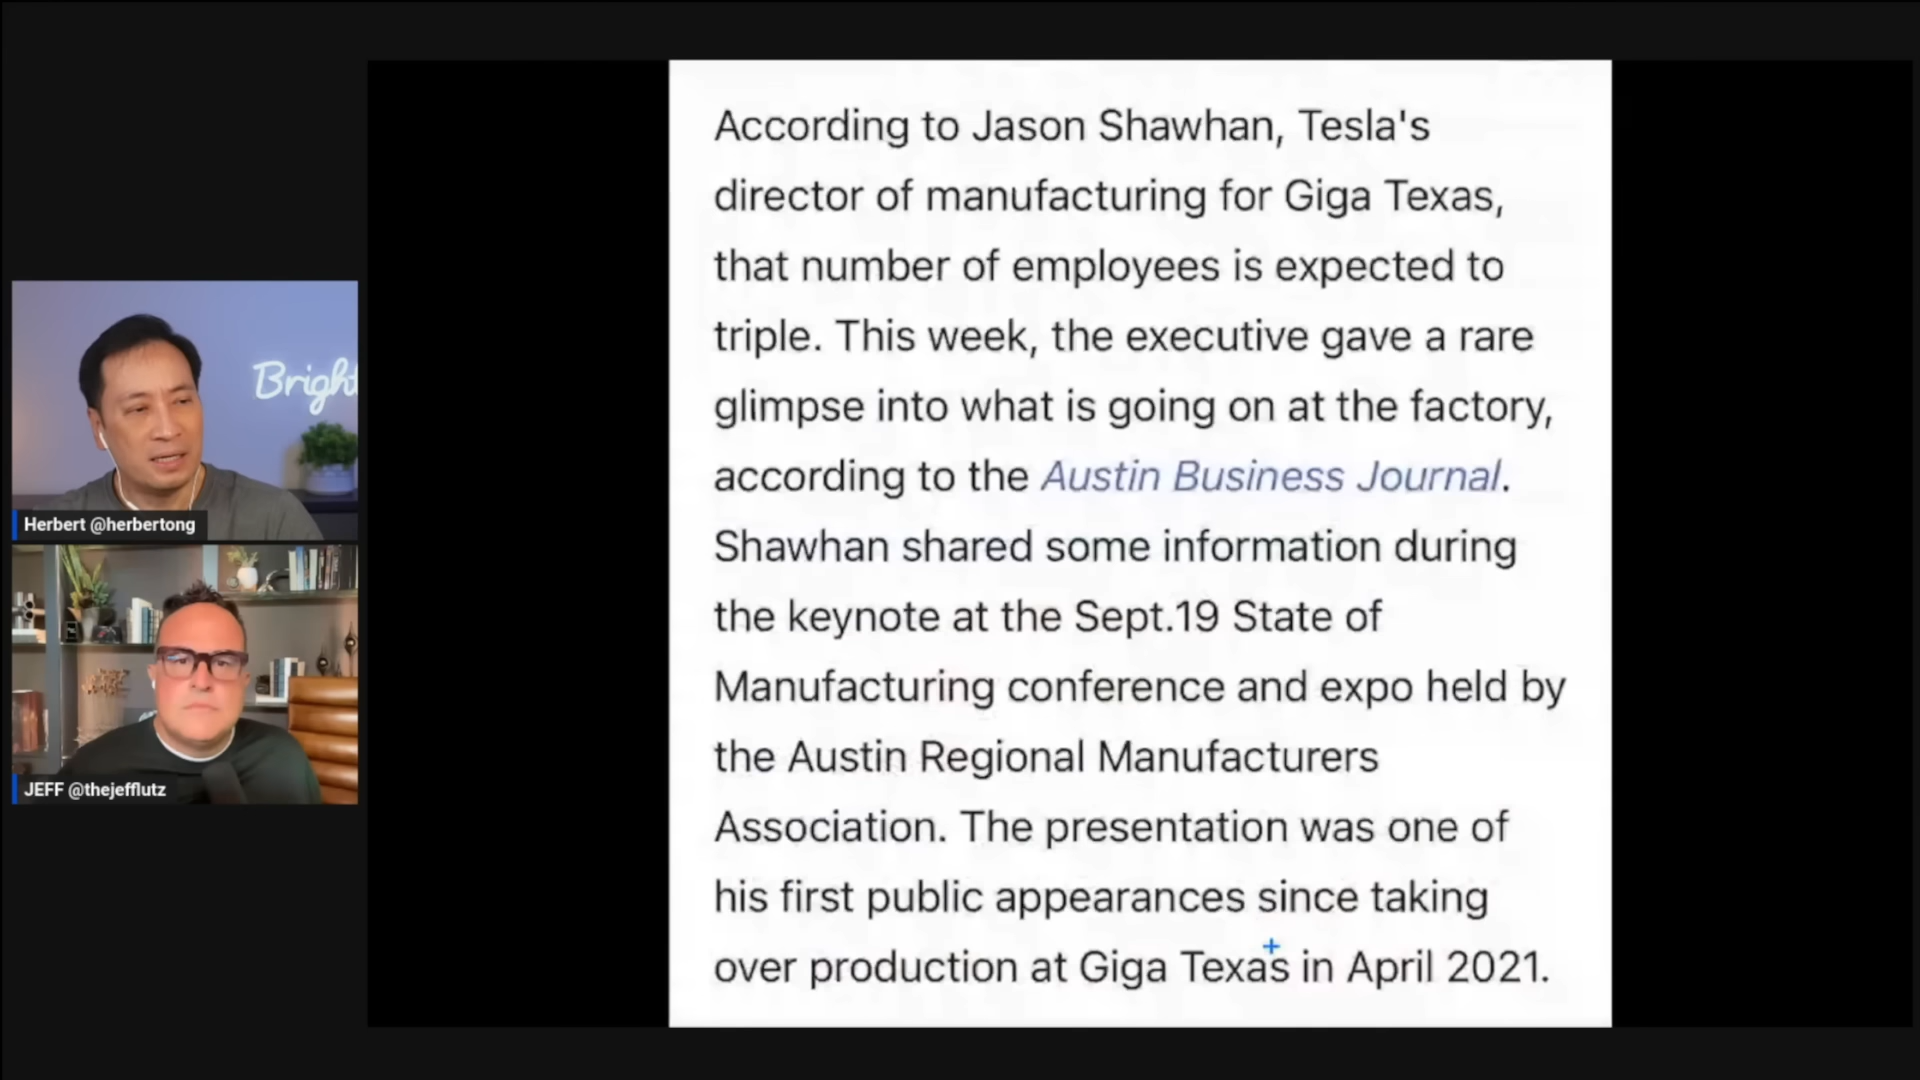 According to Jason Shawhan, Tesla's
director of manufacturing for Giga Texas,
that number of employees is expected to
triple. This week, the executive gave a rare
glimpse into what is going on at the factory,
according to the Austin Business Journal.
Shawhan shared some information during
the keynote at the Sept.19 State of
Manufacturing conference and expo held by
the Austin Regional Manufacturers
Association. The presentation was one of
his first public appearances since taking
over production at Giga Texas in April 2021.
Bright
Herbert @herbertong
JEFF @thejefflutz